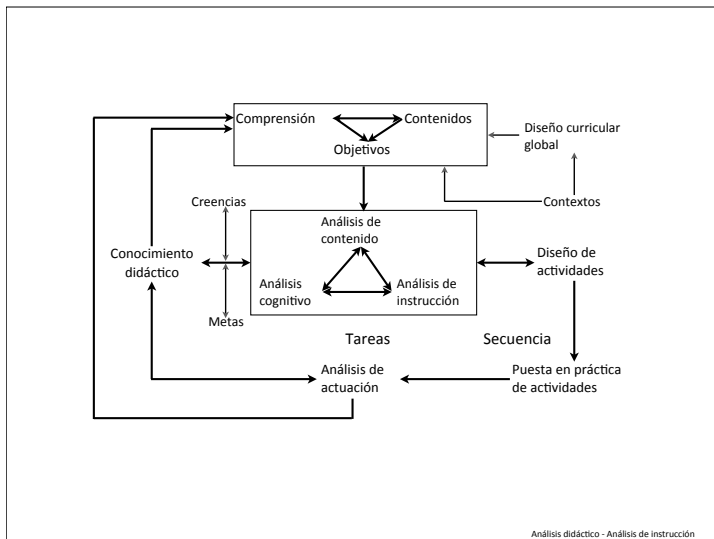 Comprensión
Contenidos
Objetivos
Diseño curricular
global
Creencias
Contextos
Análisis de
contenido
Conocimiento
didáctico
Diseño de
actividades
Análisis
cognitivo
Análisis de
instrucción
Metas
Tareas
Secuencia
Análisis de
actuación
Puesta en práctica
de actividades
Análisis didáctico - Análisis de instrucción